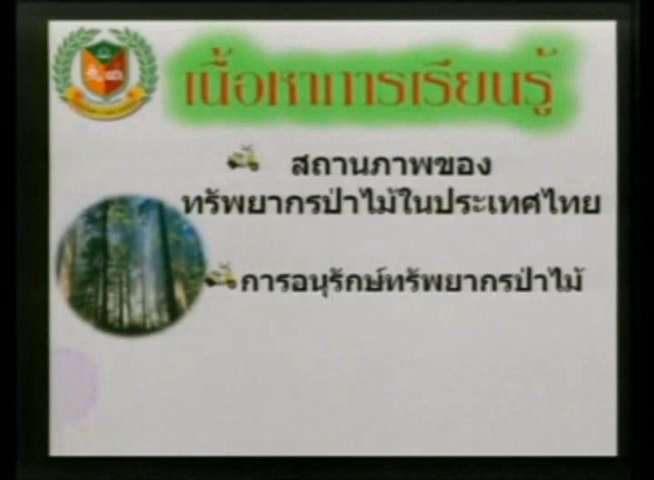 เนื้อหาการเรียนรู้
สถานภาพของ
ทรัพยากรป่าไม้ในประเทศไทย
การอนุรักษ์ทรัพยากรป่าไม้